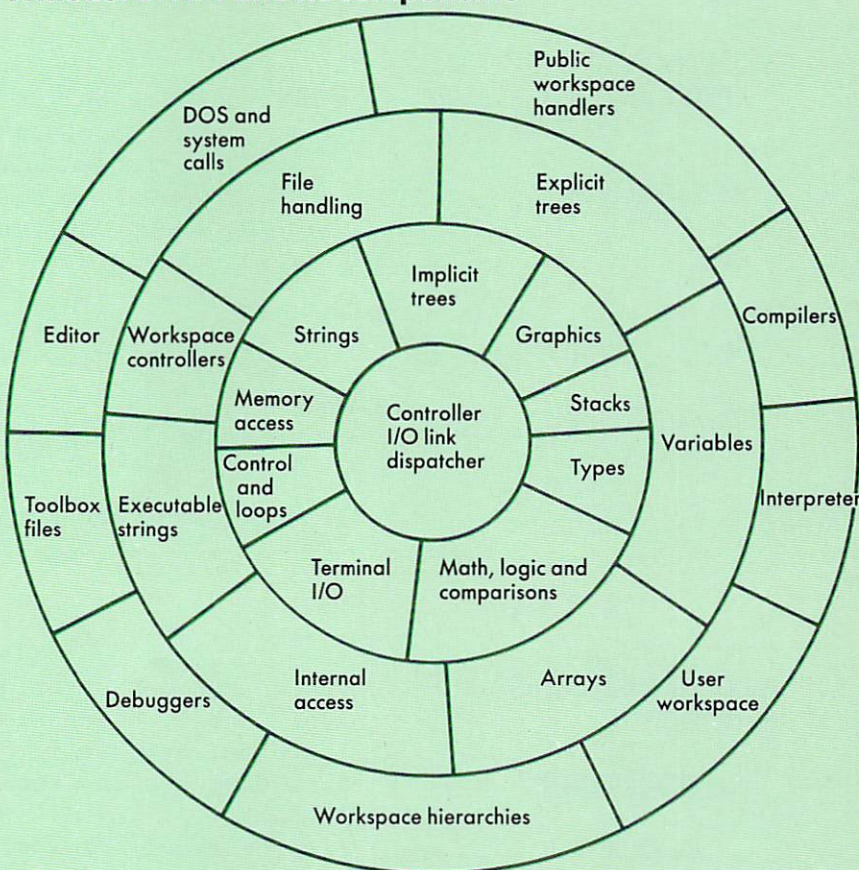 Public
workspace
handlers
DOS and
system
calls
File
handling
Explicit
trees
Implicit
trees
Editor
Workspace
controllers
Strings
Graphics
Compilers
Memory
access
Controller
I/O link
dispatcher
Stacks
Variables
Control
and
loops
Types
Toolbox
files
Executable
strings
Interpreter
Terminal
I/O
Math, logic and
comparisons
Debuggers
Internal
access
Arrays
User
workspace
Workspace hierarchies